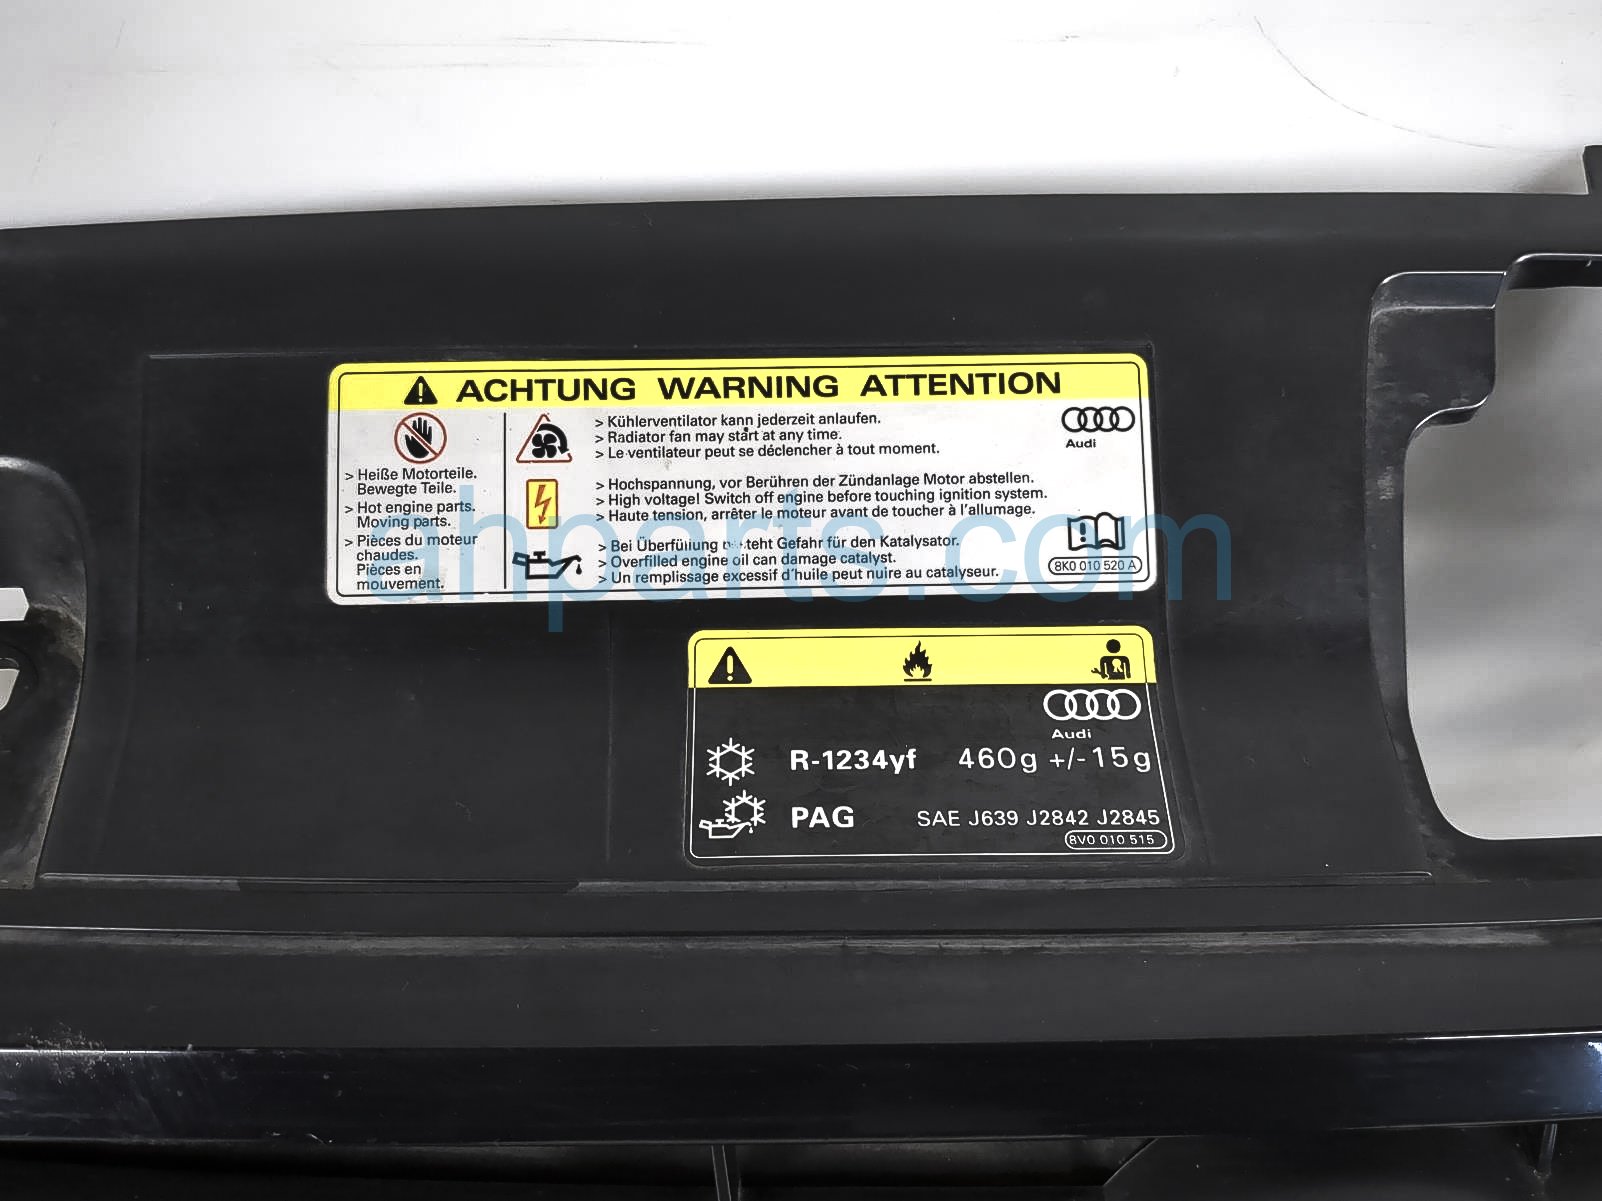 ACHTUNG WARNING ATTENTION
> Heiße Motorteile.
Bewegte Teile.
> Hot engine parts.
Moving parts.
> Pièces du moteur
chaudes.
Pièces en
mouvement.
> Kühlerventilator kann jederzeit anlaufen.
> Radiator fan may start at any time.
> Le ventilateur peut se déclencher à tout moment.
> Hochspannung, vor Berühren der Zündanlage Motor abstellen.
> High voltage! Switch off engine before touching ignition system.
> Haute tension, arrêter le moteur avant de toucher à l'allumage.
> Bei Überfüllung Gefahr für den Katalysator.
> Overfilled engine oil can damage catalyst.
> Un remplissage excessif d'huile peut nuire au catalyseur.
Audi
8K0 010 520 A
ahparts.com
Audi
R-1234yf 460g +/-15g
PAG SAE J639 J2842 J2845
8V0 010 515